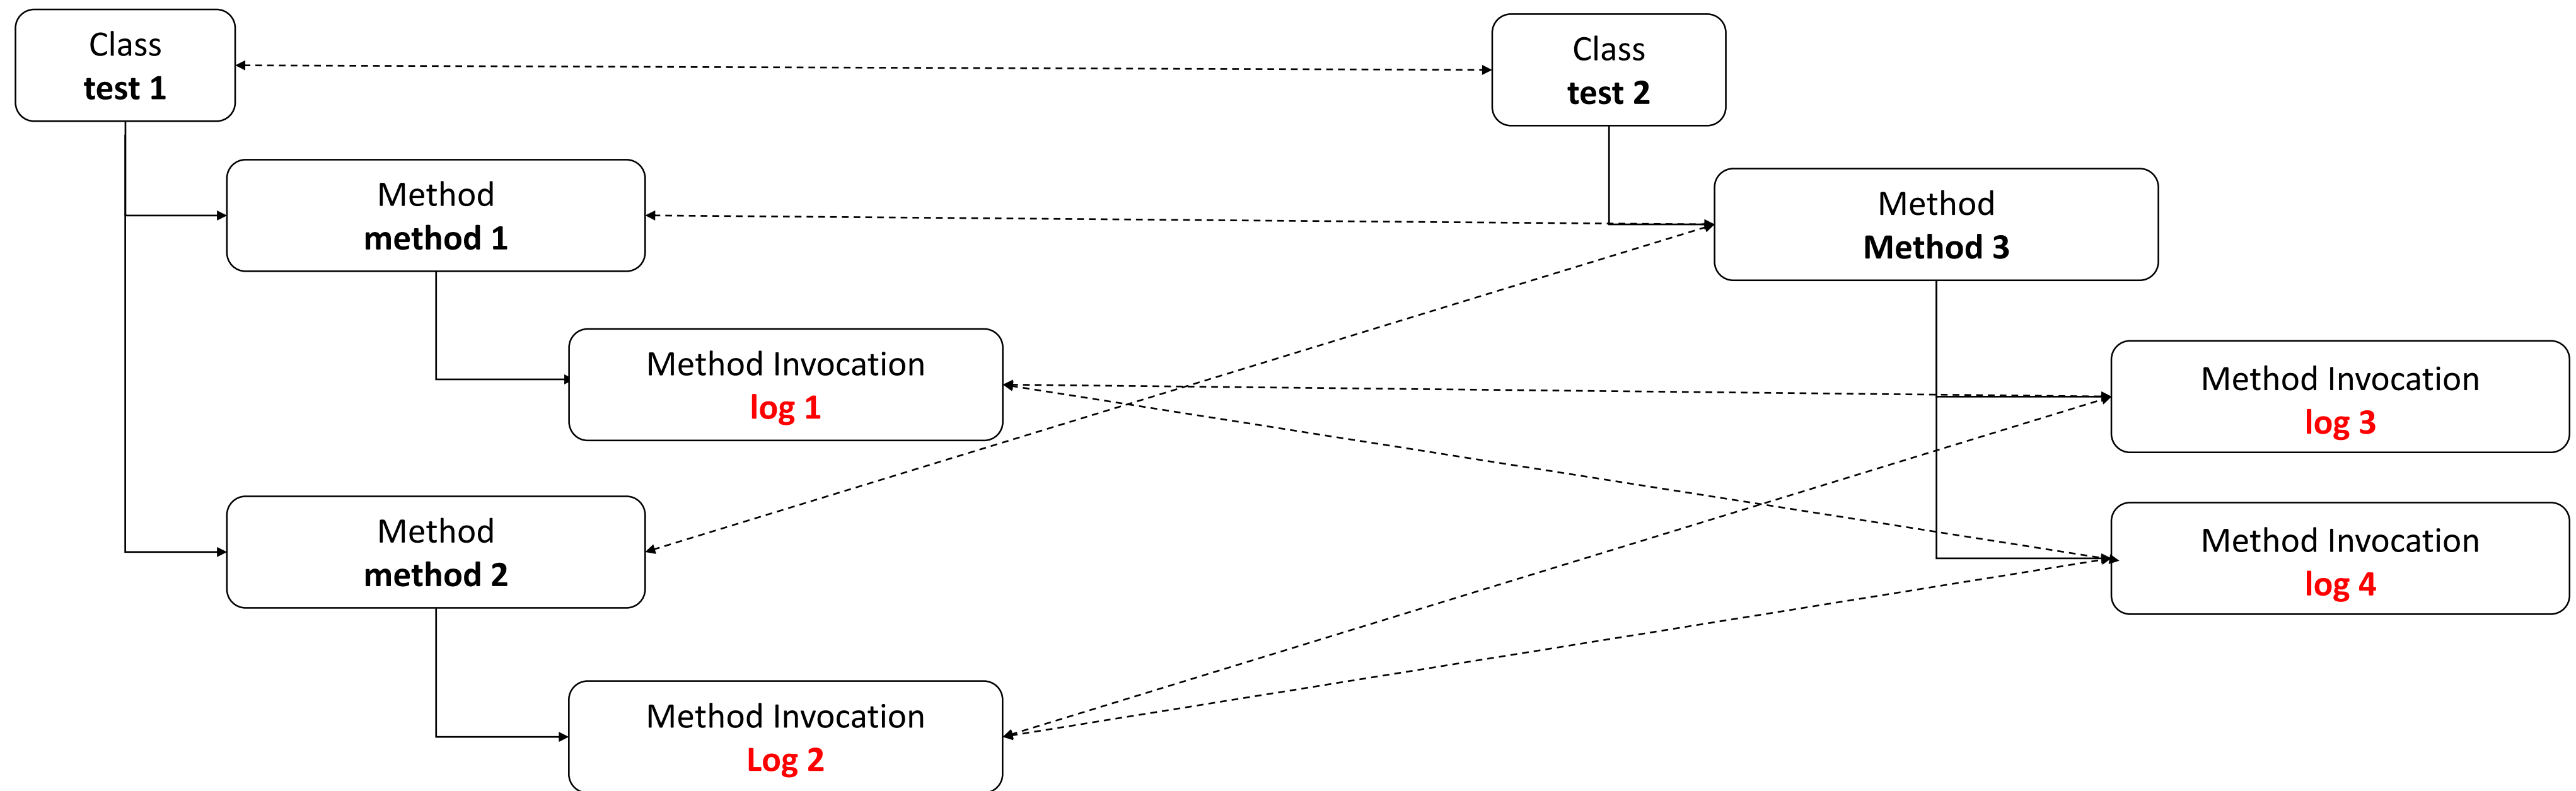 Class
test 1
Class
test 2
Method
method 1
Method
Method 3
Method Invocation
log 1
Method Invocation
log 3
Method
method 2
Method Invocation
log 4
Method Invocation
Log 2